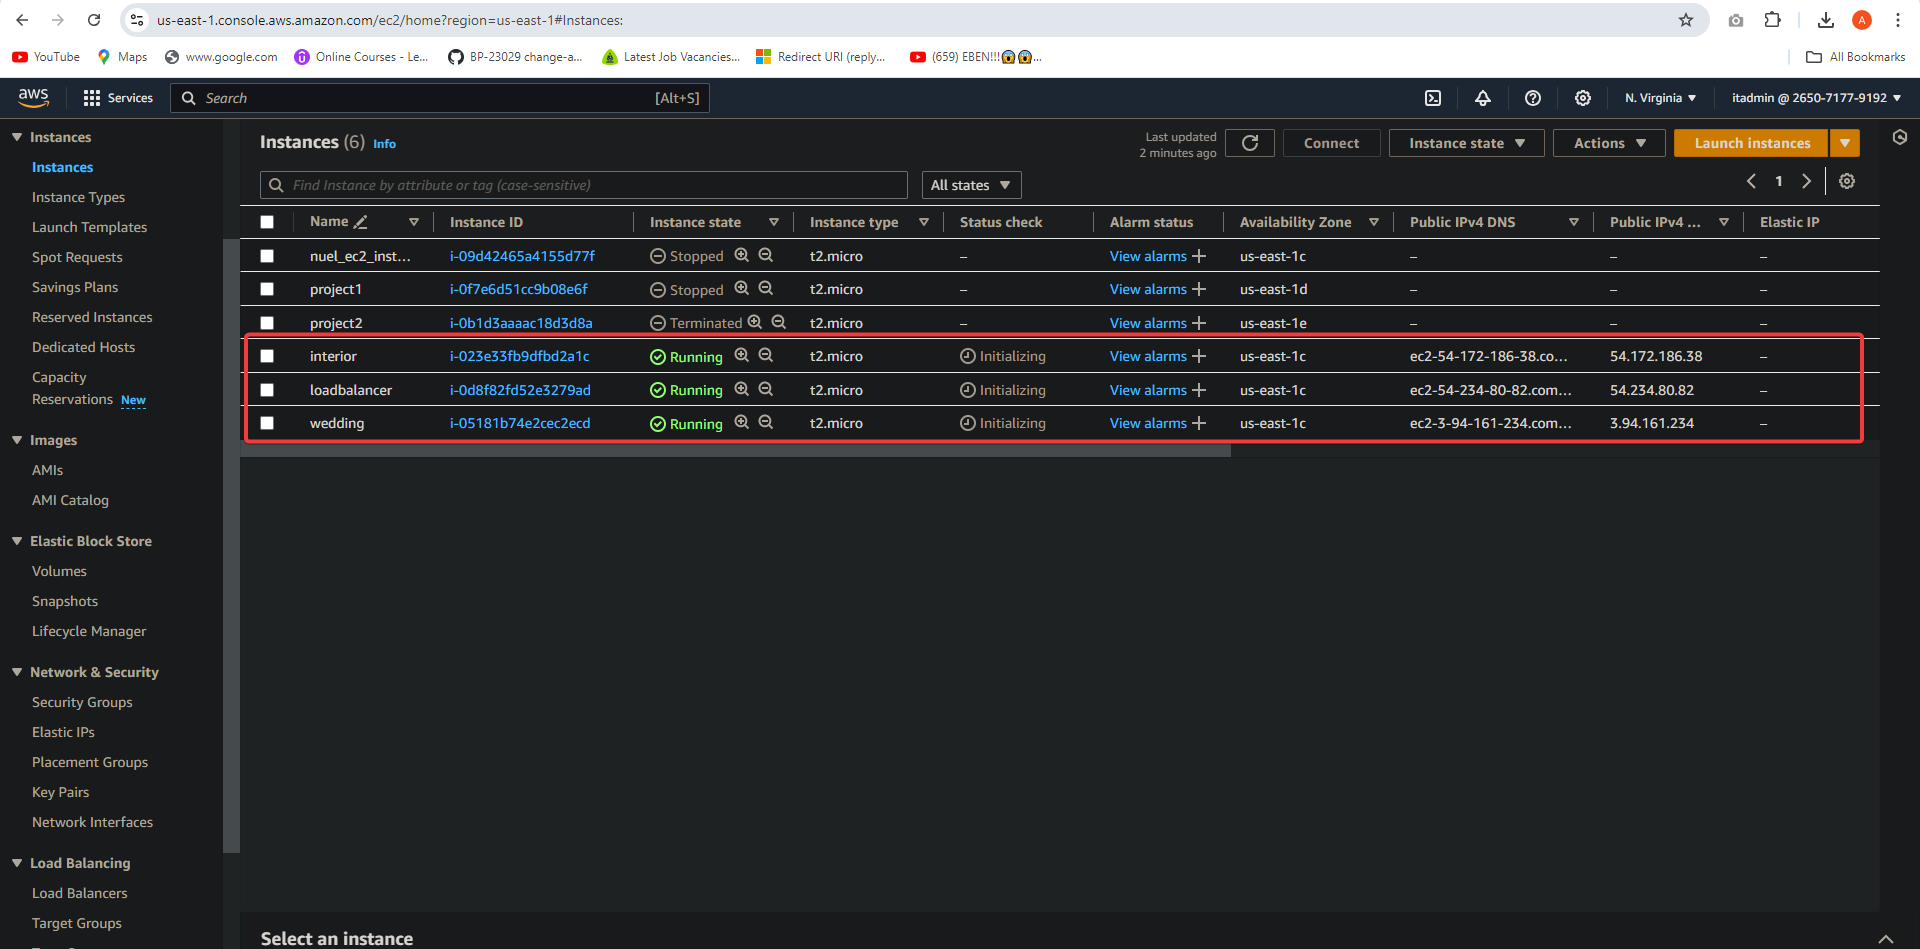 us-east-1.console.aws.amazon.com/ec2/home?region=us-east-1#Instances:
A
YouTube
Maps
www.google.com
Online Courses - Le...
BP-23029 change-a...
Latest Job Vacancies...
Redirect URI (reply...
(659) EBEN!!!😱😱...
All Bookmarks
aws
Services
Search
[Alt+S]
N. Virginia
itadmin @ 2650-7177-9192
Instances
Instances
Instance Types
Launch Templates
Spot Requests
Savings Plans
Reserved Instances
Dedicated Hosts
Capacity
Reservations New
Images
AMIs
AMI Catalog
Elastic Block Store
Volumes
Snapshots
Lifecycle Manager
Network & Security
Security Groups
Elastic IPs
Placement Groups
Key Pairs
Network Interfaces
Load Balancing
Load Balancers
Target Groups
Instances (6) Info
Last updated
2 minutes ago
Connect
Instance state
Actions
Launch instances
Find Instance by attribute or tag (case-sensitive)
All states
1
Name Instance ID Instance state Instance type Status check Alarm status Availability Zone Public IPv4 DNS Public IPv4 ... Elastic IP
nuel_ec2_inst... i-09d42465a4155d77f Stopped t2.micro – View alarms + us-east-1c – – –
project1 i-0f7e6d51cc9b08e6f Stopped t2.micro – View alarms + us-east-1d – – –
project2 i-0b1d3aaaac18d3d8a Terminated t2.micro – View alarms + us-east-1e – – –
interior i-023e33fb9dfbd2a1c Running t2.micro Initializing View alarms + us-east-1c ec2-54-172-186-38.co... 54.172.186.38 –
loadbalancer i-0d8f82fd52e3279ad Running t2.micro Initializing View alarms + us-east-1c ec2-54-234-80-82.com... 54.234.80.82 –
wedding i-05181b74e2cec2ecd Running t2.micro Initializing View alarms + us-east-1c ec2-3-94-161-234.com... 3.94.161.234 –
Select an instance